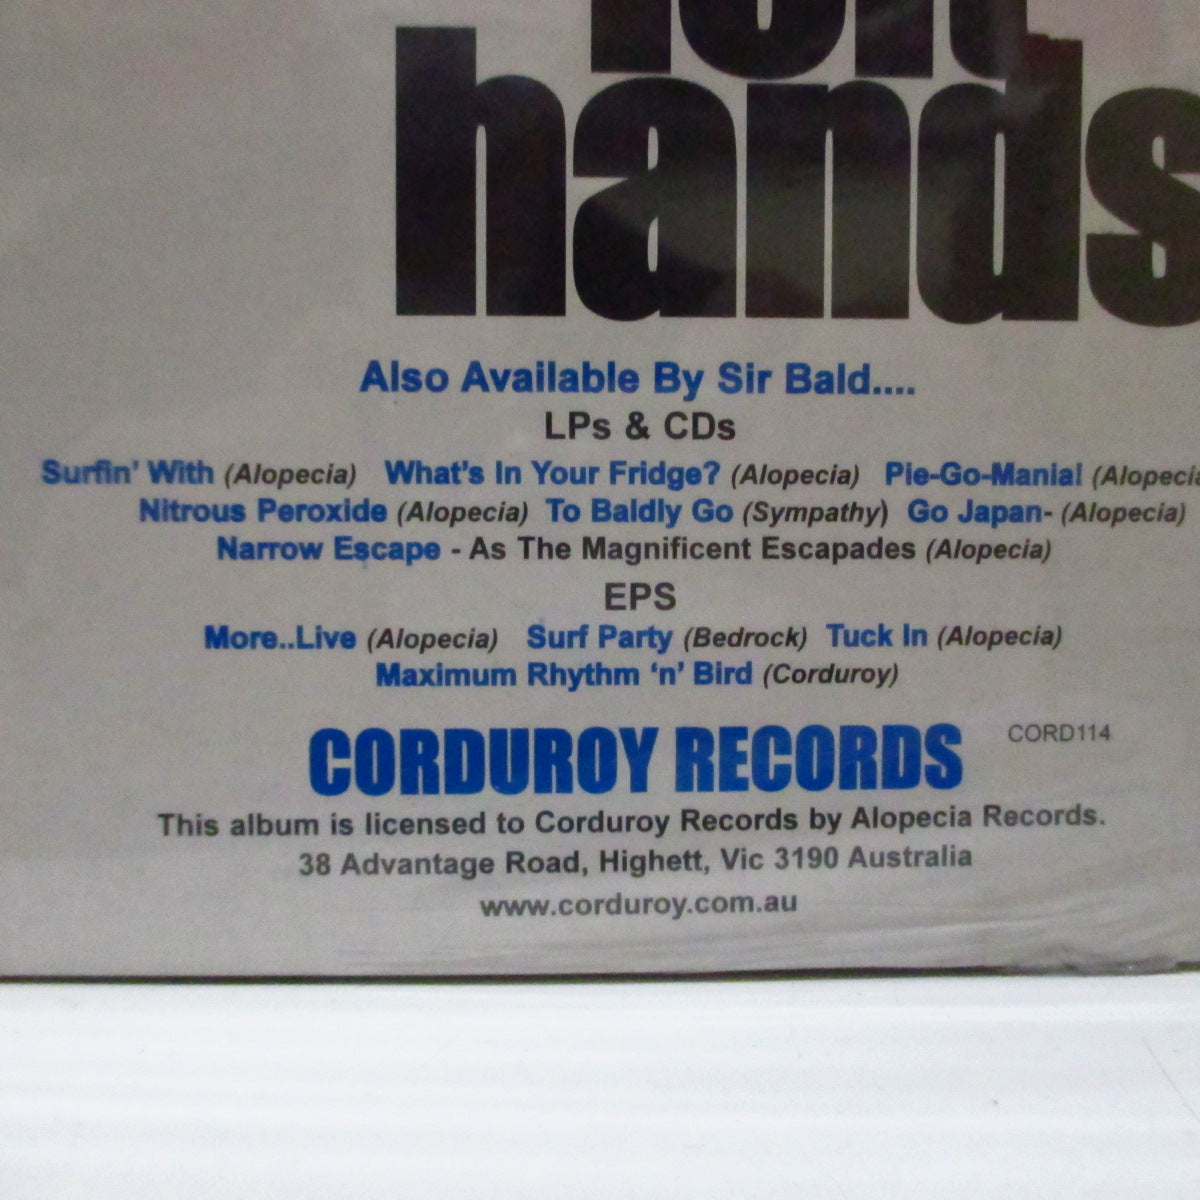 hands
Also Available By Sir Bald....
LPs & CDs
Surfin' With (Alopecia) What's In Your Fridge? (Alopecia) Pie-Go-Mania! (Alopecia
Nitrous Peroxide (Alopecia) To Baldly Go (Sympathy) Go Japan- (Alopecia)
Narrow Escape - As The Magnificent Escapades (Alopecia)
EPS
More..Live (Alopecia) Surf Party (Bedrock) Tuck In (Alopecia)
Maximum Rhythm 'n' Bird (Corduroy)
CORDUROY RECORDS CORD114
This album is licensed to Corduroy Records by Alopecia Records.
38 Advantage Road, Highett, Vic 3190 Australia
www.corduroy.com.au